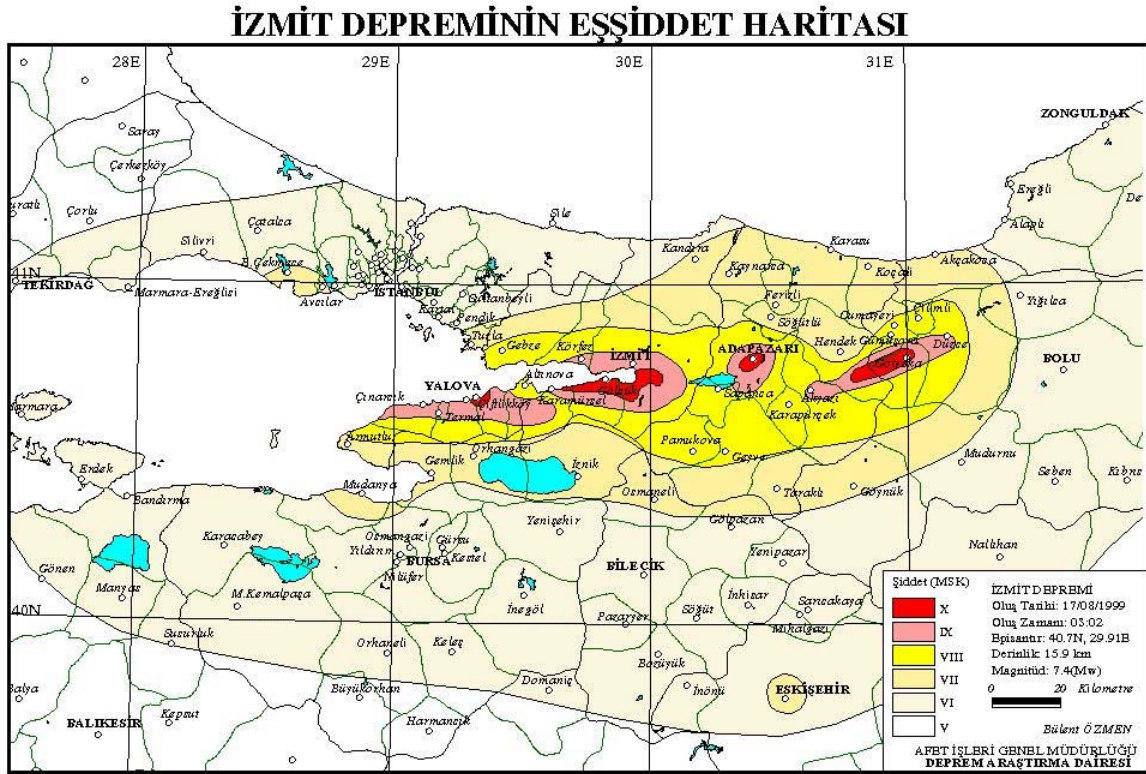 İZMİT DEPREMİNİN EŞŞİDDET HARİTASI
28E 29E 30E 31E
ZONGULDAK
Saray
Çerkezköy
Ereğli
Çorlu
Çatalca
Şile
Alaplı
Silivri
Kandıra
Karasu
Akçakoca
41N
TEKİRDAĞ
Marmara-Ereğlisi
Avcılar
İSTANBUL
Sultanbeyli
Kaynarca
Koçali
Yığılca
Kartal
Pendik
Tuzla
Ferizli
Söğütlü
Cumayeri
Çilimli
Gebze
Körfez
İZMİT
ADAPAZARI
Hendek
Gümüşova
Düzce
BOLU
Altınova
Gölcük
Gölyaka
YALOVA
Çınarcık
Çiftlikköy
Karamürsel
Sapanca
Akyazı
Marmara
Termal
Karapürçek
Armutlu
Orhangazi
Pamukova
Geyve
Mudurnu
Erdek
Gemlik
İznik
Seben
Kıbrıs
Bandırma
Mudanya
Osmaneli
Taraklı
Göynük
Karacabey
Osmangazi
Gürsu
Yenişehir
Gölpazarı
Yıldırım
Kestel
BURSA
Nilüfer
BİLECİK
Yenipazar
Nallıhan
Gönen
Manyas
M.Kemalpaşa
İnegöl
Pazaryeri
Söğüt
İnhisar
Sarıcakaya
Mihalgazi
40N
Susurluk
Orhaneli
Keleş
Bozüyük
Balya
Büyükorhan
Domaniç
İnönü
ESKİŞEHİR
BALIKESİR
Kepsut
Harmancık
Şiddet (MSK)
X
IX
VIII
VII
VI
V
İZMİT DEPREMİ
Oluş Tarihi: 17/08/1999
Oluş Zamanı: 03:02
Episantır: 40.7N, 29.91B
Derinlik: 15.9 km
Magnitüd: 7.4(Mw)
0 20 Kilometre
Bülent ÖZMEN
AFET İŞLERİ GENEL MÜDÜRLÜĞÜ
DEPREM ARAŞTIRMA DAİRESİ